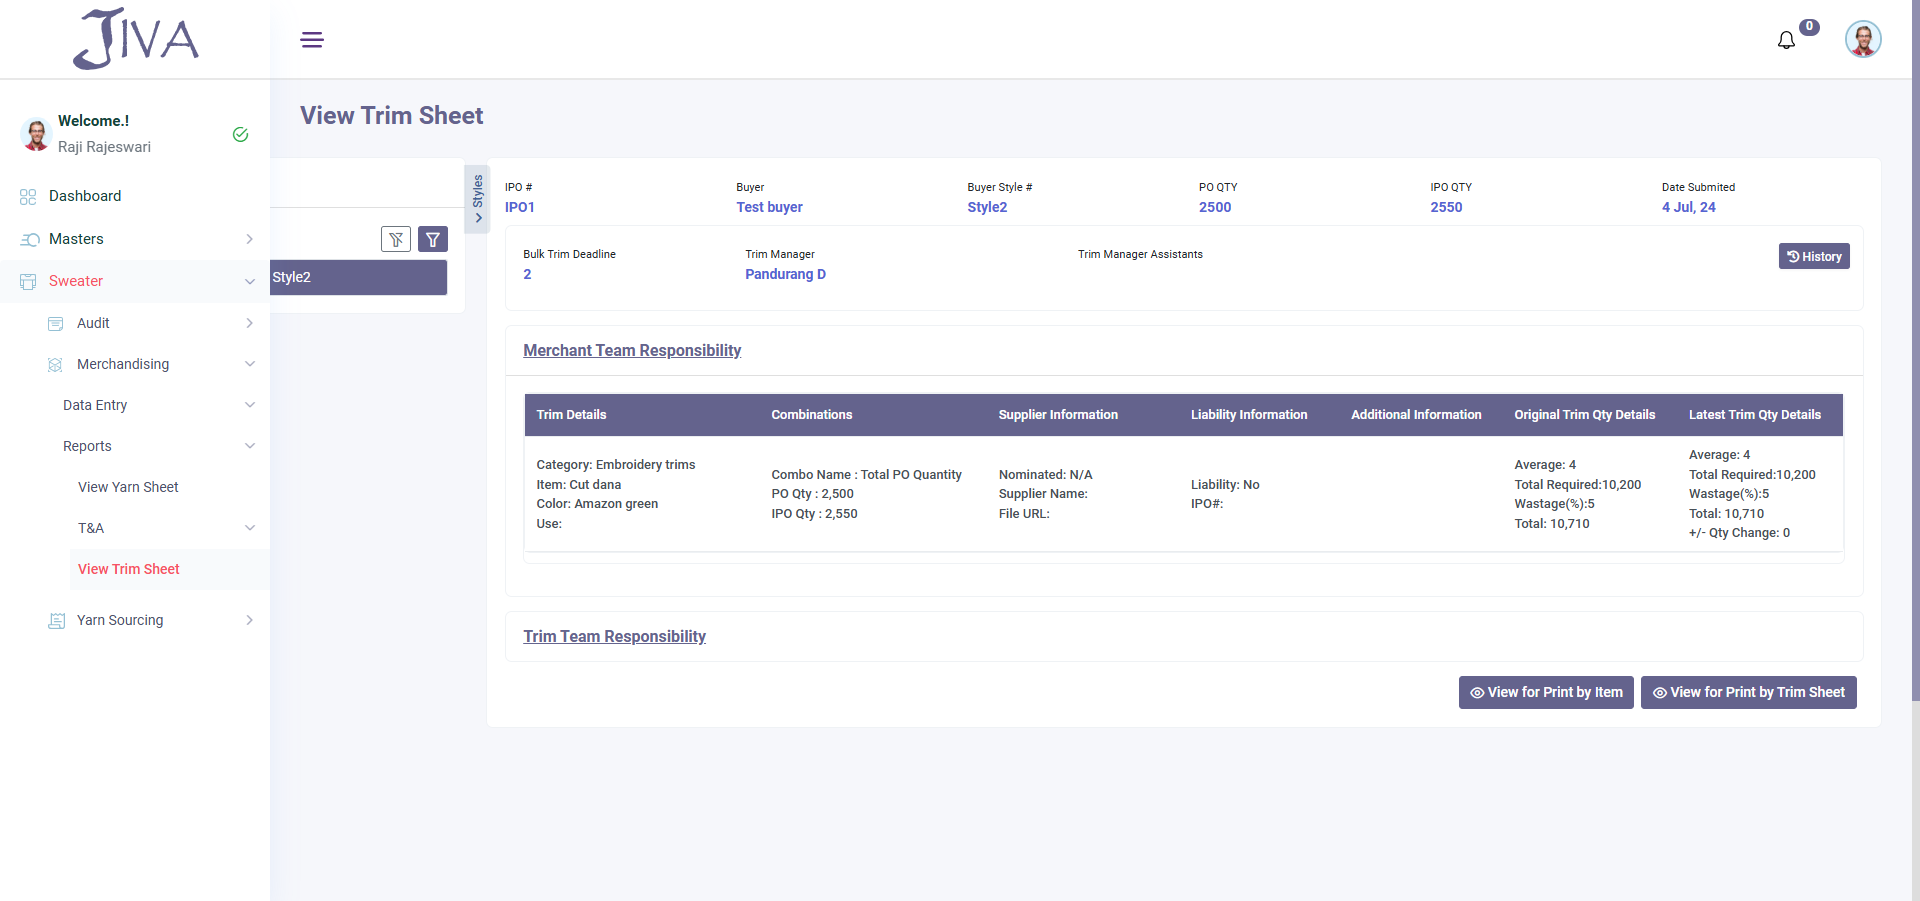 JIVA
0
Welcome.!
Raji Rajeswari
Dashboard
Masters
Sweater
Audit
Merchandising
Data Entry
Reports
View Yarn Sheet
T&A
View Trim Sheet
Yarn Sourcing
View Trim Sheet
Style2
Styles
IPO #
IPO1
Buyer
Test buyer
Buyer Style #
Style2
PO QTY
2500
IPO QTY
2550
Date Submited
4 Jul, 24
Bulk Trim Deadline
2
Trim Manager
Pandurang D
Trim Manager Assistants
History
Merchant Team Responsibility
Trim Details
Combinations
Supplier Information
Liability Information
Additional Information
Original Trim Qty Details
Latest Trim Qty Details
Category: Embroidery trims
Item: Cut dana
Color: Amazon green
Use:
Combo Name : Total PO Quantity
PO Qty : 2,500
IPO Qty : 2,550
Nominated: N/A
Supplier Name:
File URL:
Liability: No
IPO#:
Average: 4
Total Required:10,200
Wastage(%):5
Total: 10,710
Average: 4
Total Required:10,200
Wastage(%):5
Total: 10,710
+/- Qty Change: 0
Trim Team Responsibility
View for Print by Item
View for Print by Trim Sheet